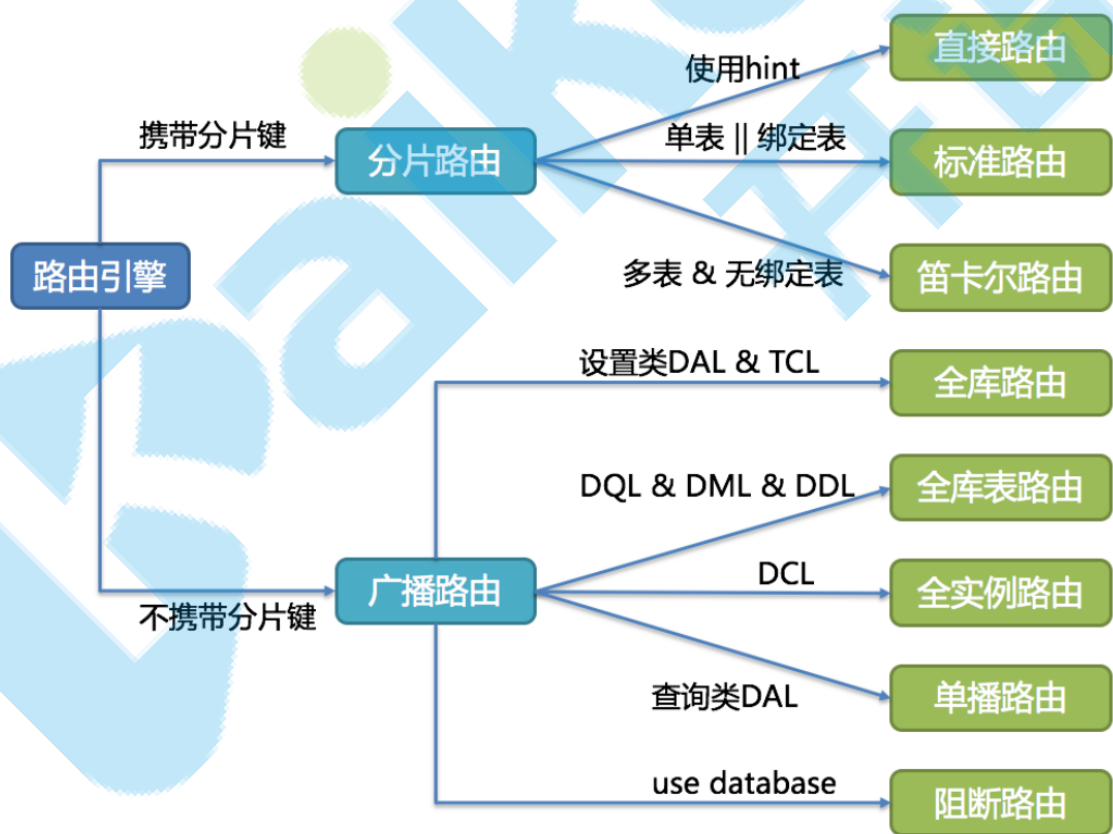 使用hint
直接路由
携带分片键
分片路由
单表 || 绑定表
标准路由
路由引擎
多表 & 无绑定表
笛卡尔路由
设置类DAL & TCL
全库路由
DQL & DML & DDL
全库表路由
不携带分片键
广播路由
DCL
全实例路由
查询类DAL
单播路由
use database
阻断路由